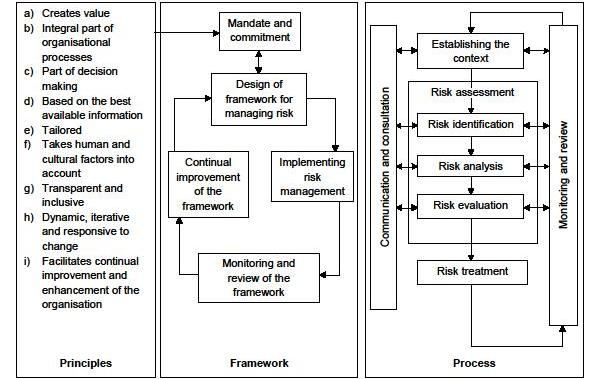 a) Creates value
b) Integral part of
organisational
processes
c) Part of decision
making
d) Based on the best
available information
e) Tailored
f) Takes human and
cultural factors into
account
g) Transparent and
inclusive
h) Dynamic, iterative
and responsive to
change
i) Facilitates continual
improvement and
enhancement of the
organisation
Principles
Mandate and
commitment
Design of
framework for
managing risk
Continual
improvement
of the
framework
Implementing
risk
management
Monitoring and
review of the
framework
Framework
Communication and consultation
Establishing the
context
Risk assessment
Risk identification
Risk analysis
Risk evaluation
Risk treatment
Monitoring and review
Process